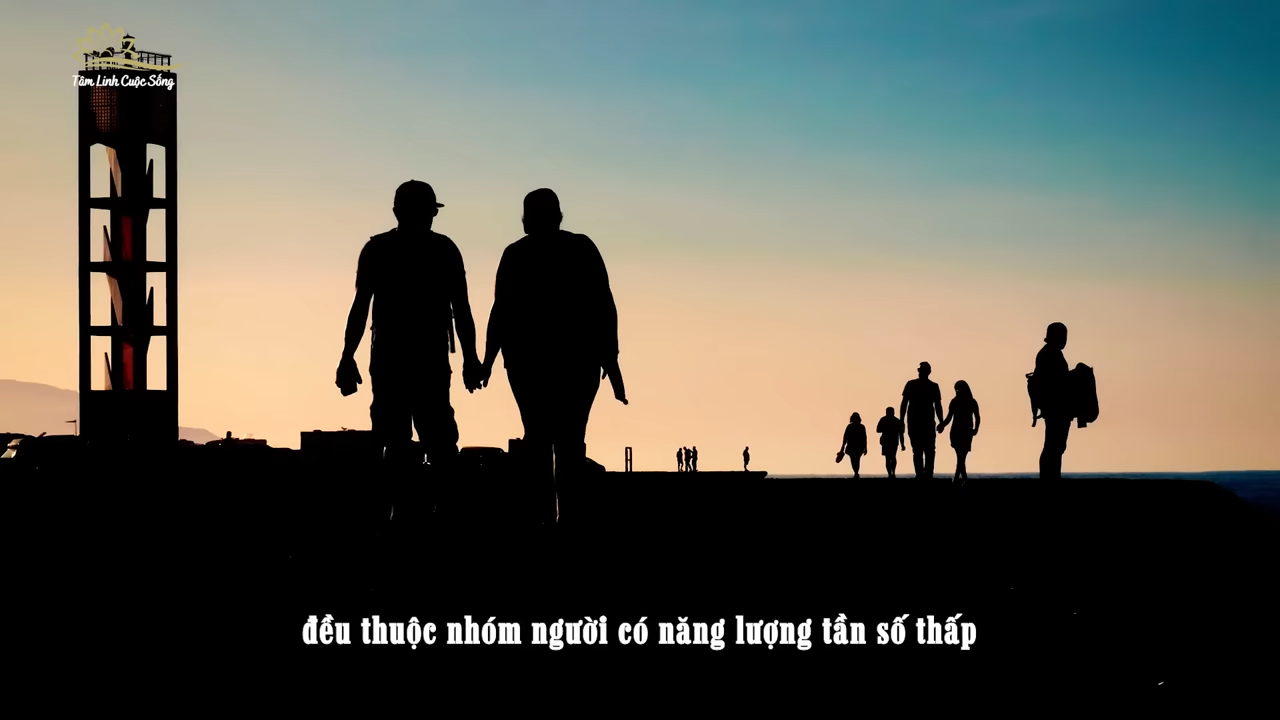 Tâm Linh Cuộc Sống
đều thuộc nhóm người có năng lượng tần số thấp